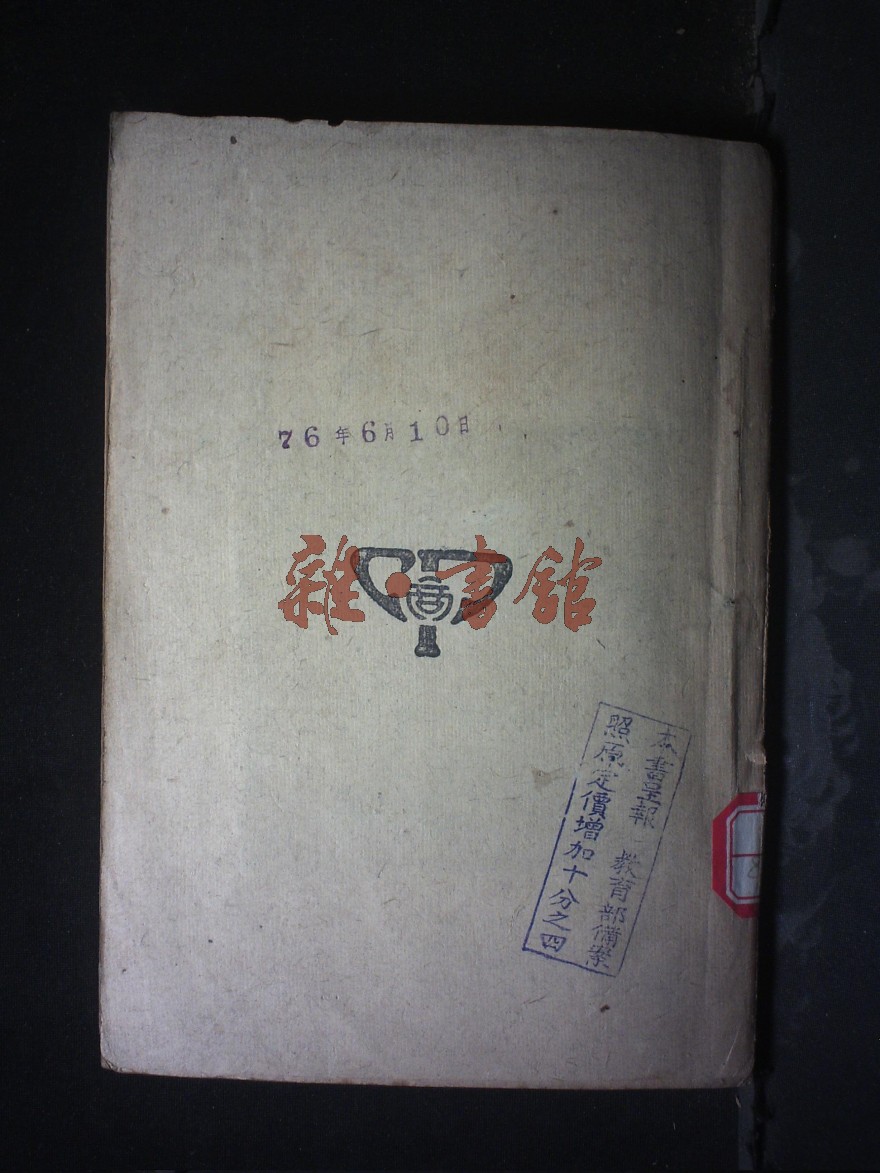 76年6月10日
雜·書館
商
本書呈報 教育部備案
照原定價增加十分之四